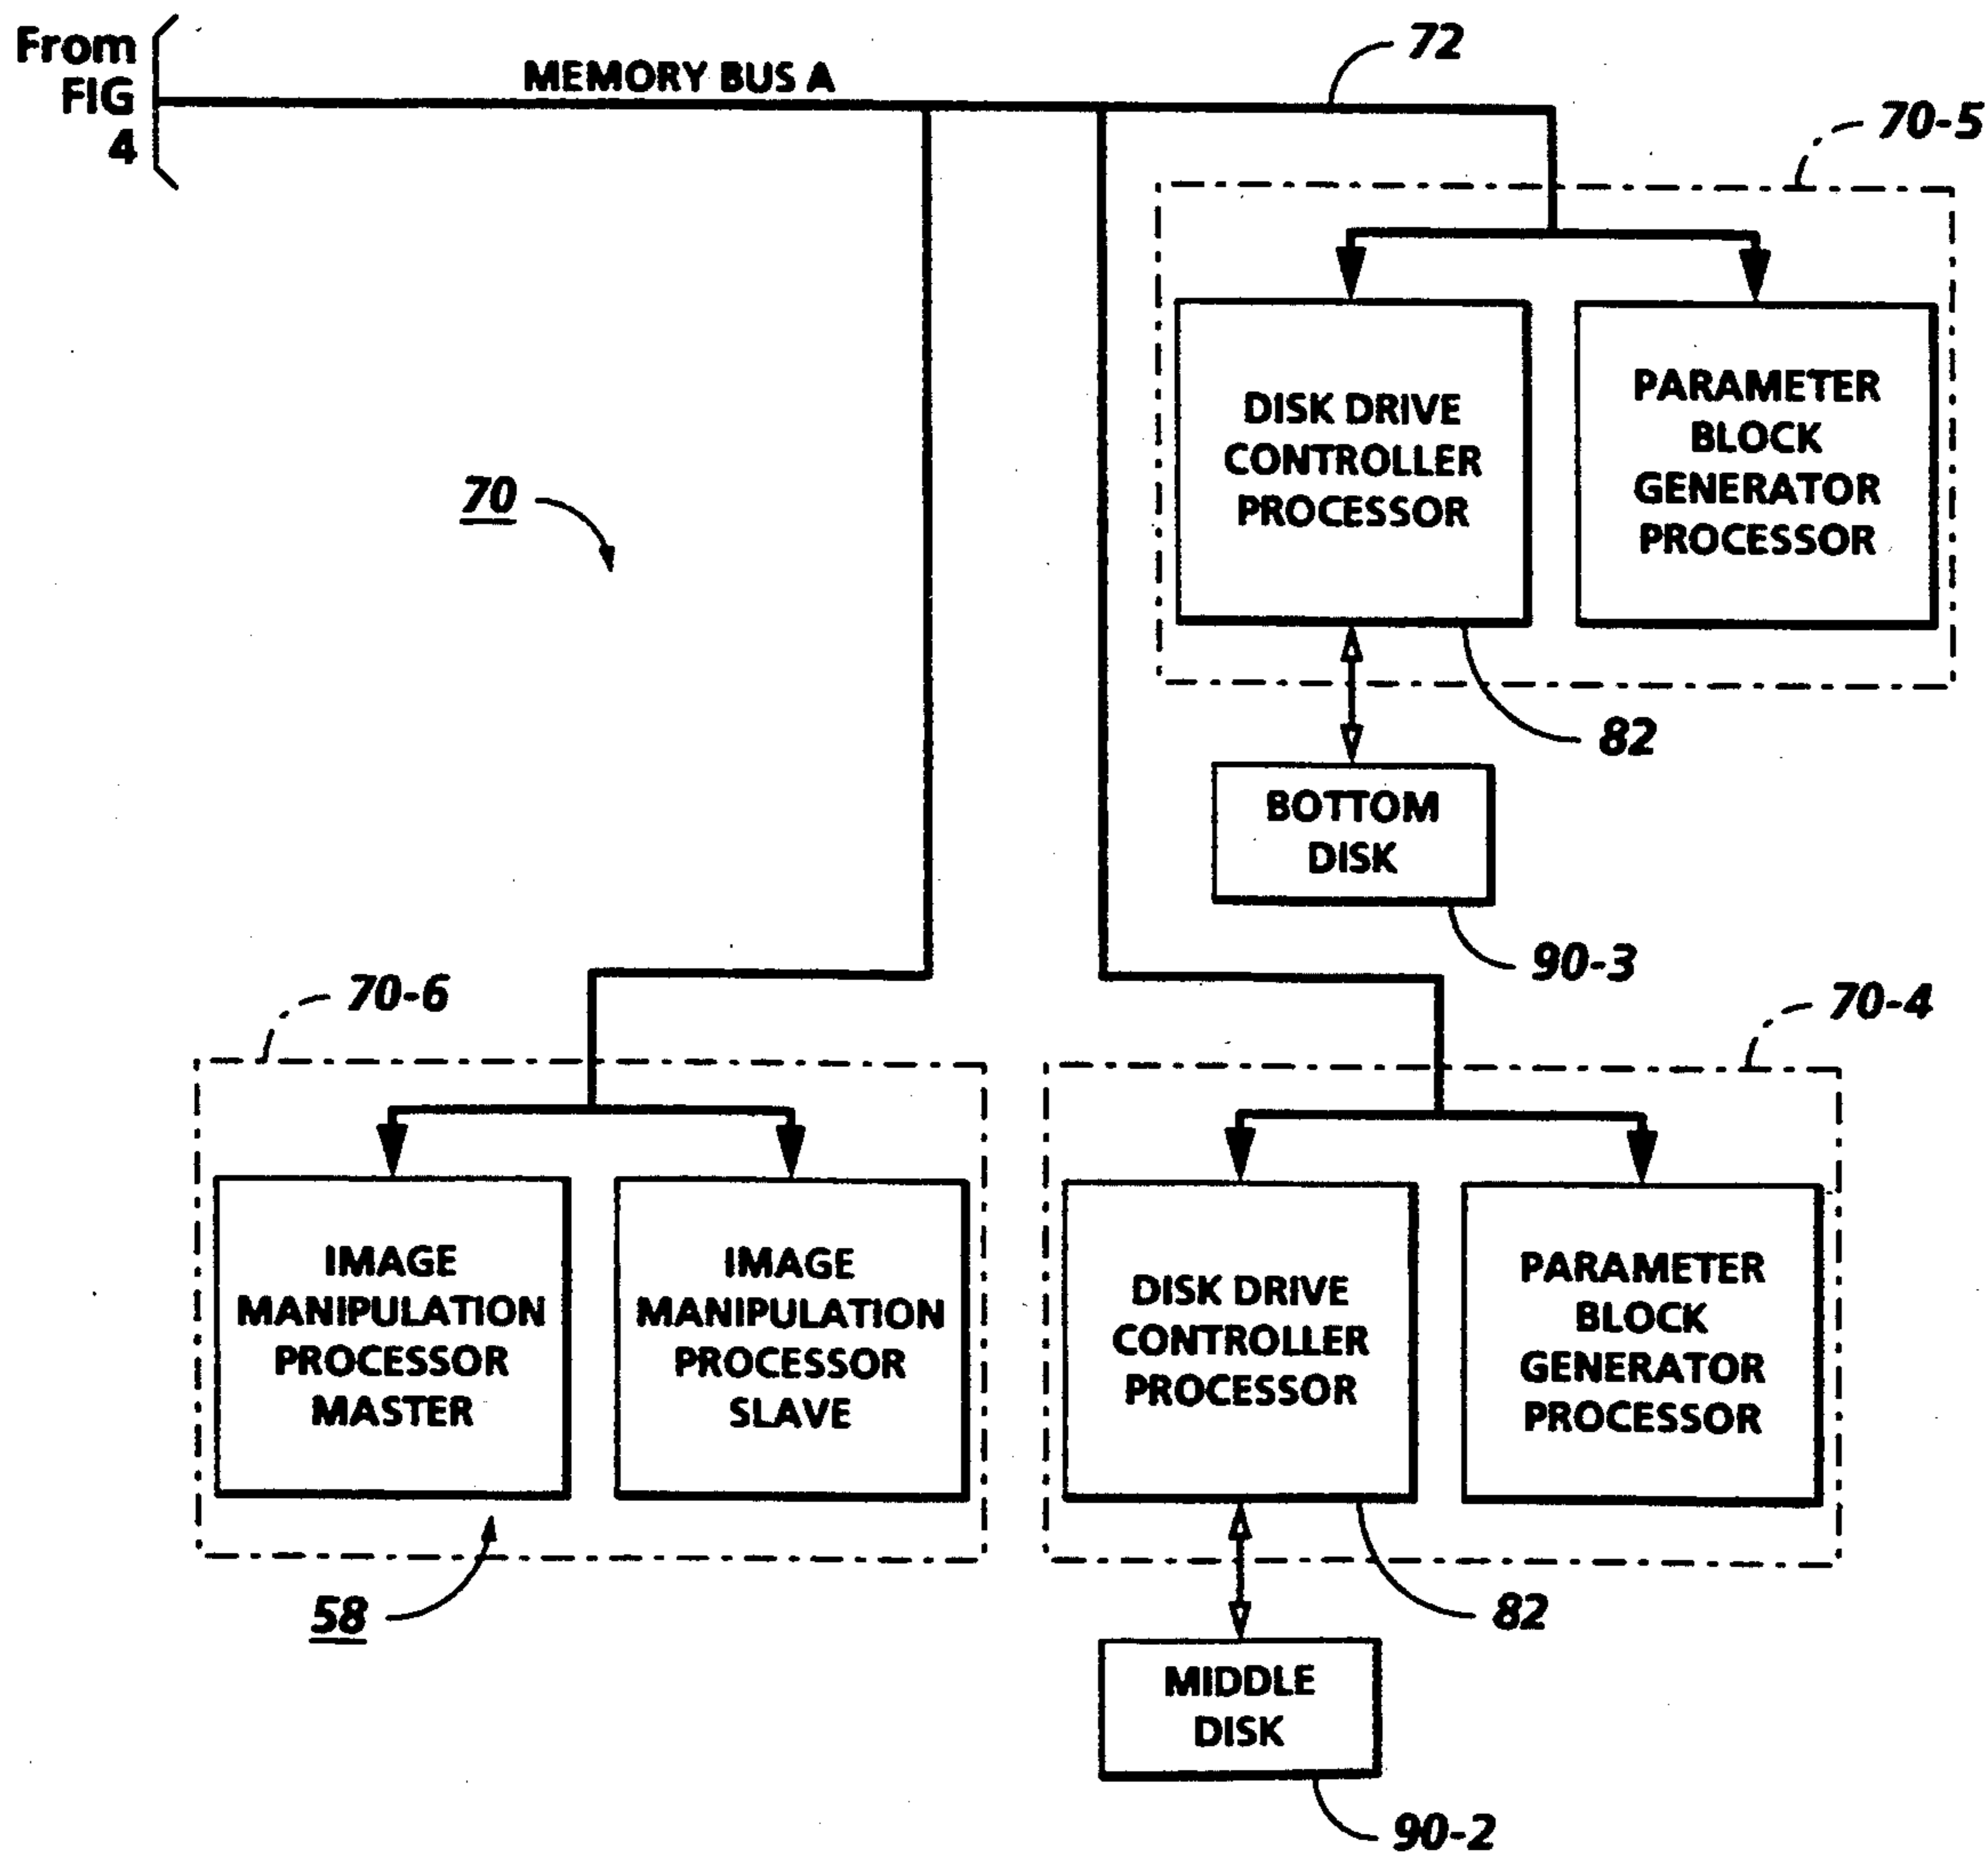 From
FIG
4
MEMORY BUS A
72
70-5
DISK DRIVE
CONTROLLER
PROCESSOR
PARAMETER
BLOCK
GENERATOR
PROCESSOR
70
82
BOTTOM
DISK
90-3
70-6
70-4
IMAGE
MANIPULATION
PROCESSOR
MASTER
IMAGE
MANIPULATION
PROCESSOR
SLAVE
DISK DRIVE
CONTROLLER
PROCESSOR
PARAMETER
BLOCK
GENERATOR
PROCESSOR
58
82
MIDDLE
DISK
90-2